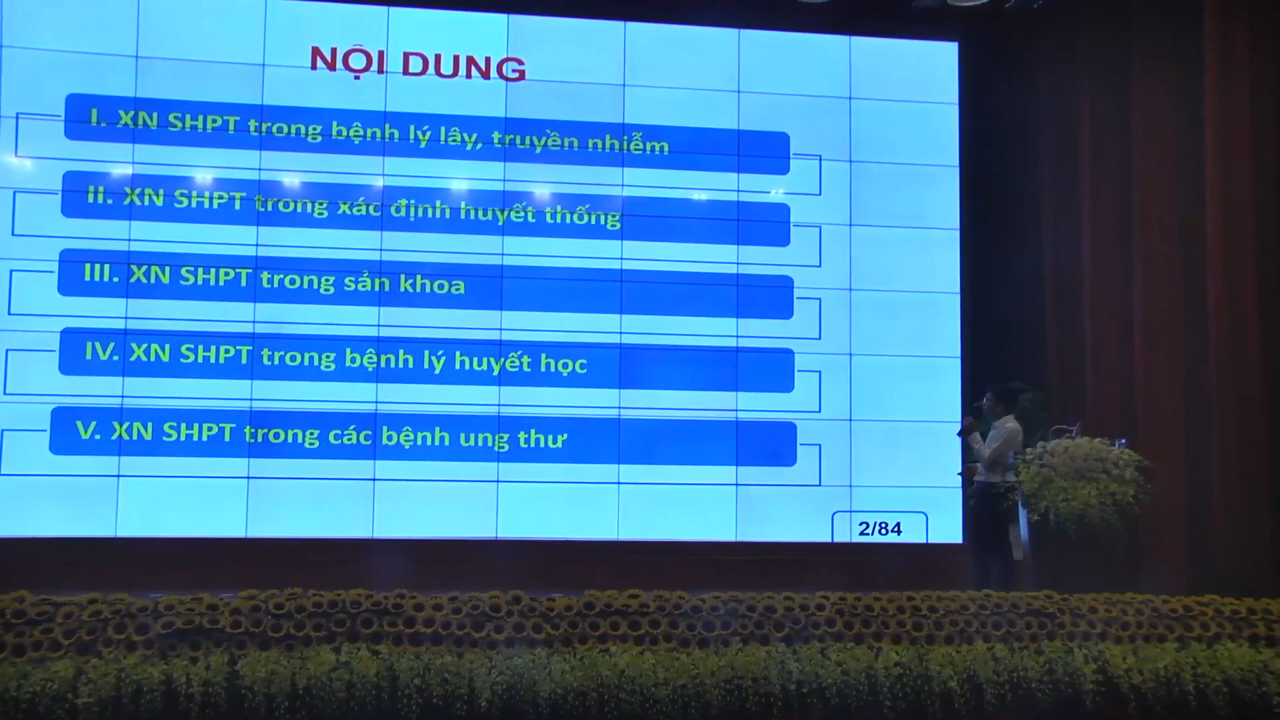 NỘI DUNG
I. XN SHPT trong bệnh lý lây, truyền nhiễm
II. XN SHPT trong xác định huyết thống
III. XN SHPT trong sản khoa
IV. XN SHPT trong bệnh lý huyết học
V. XN SHPT trong các bệnh ung thư
2/84